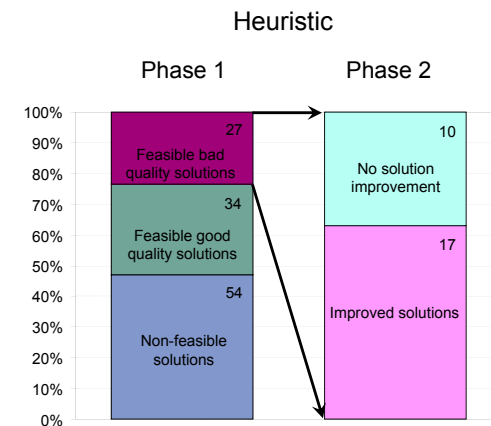 Heuristic
Phase 1
Phase 2
100%
90%
80%
70%
60%
50%
40%
30%
20%
10%
0%
27
Feasible bad
quality solutions
34
Feasible good
quality solutions
54
Non-feasible
solutions
10
No solution
improvement
17
Improved solutions